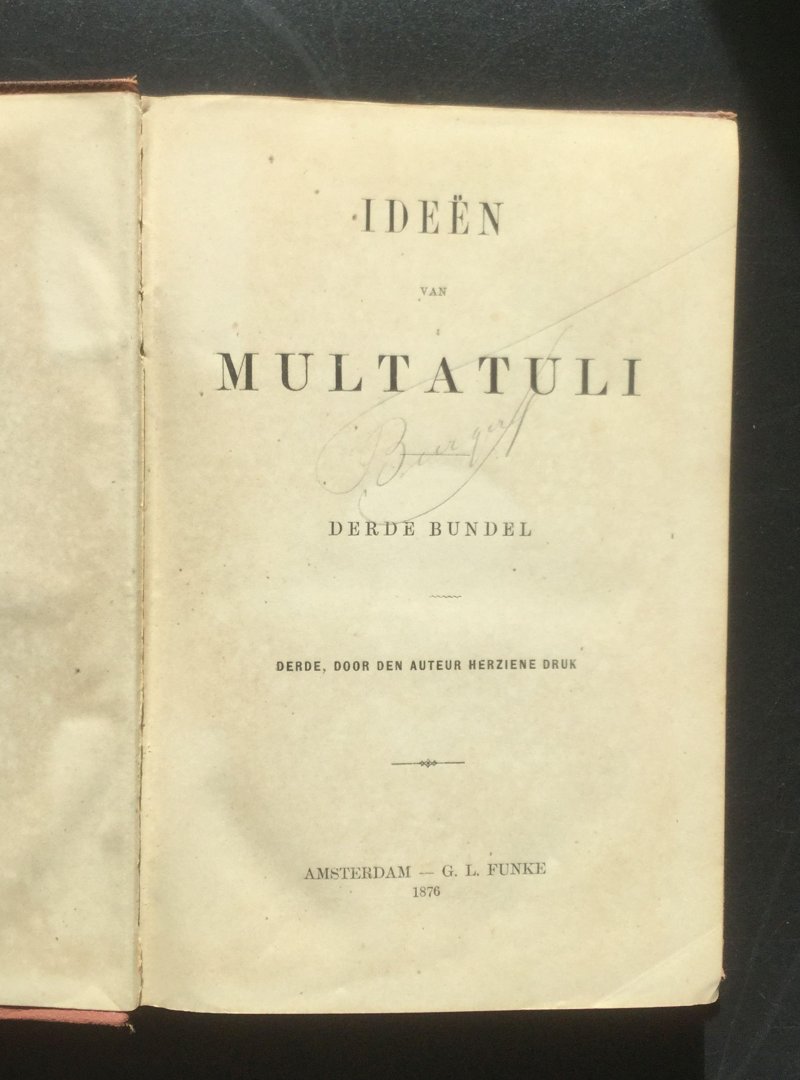 IDEËN
VAN
MULTATULI
DERDE BUNDEL
DERDE, DOOR DEN AUTEUR HERZIENE DRUK
AMSTERDAM — G. L. FUNKE
1876